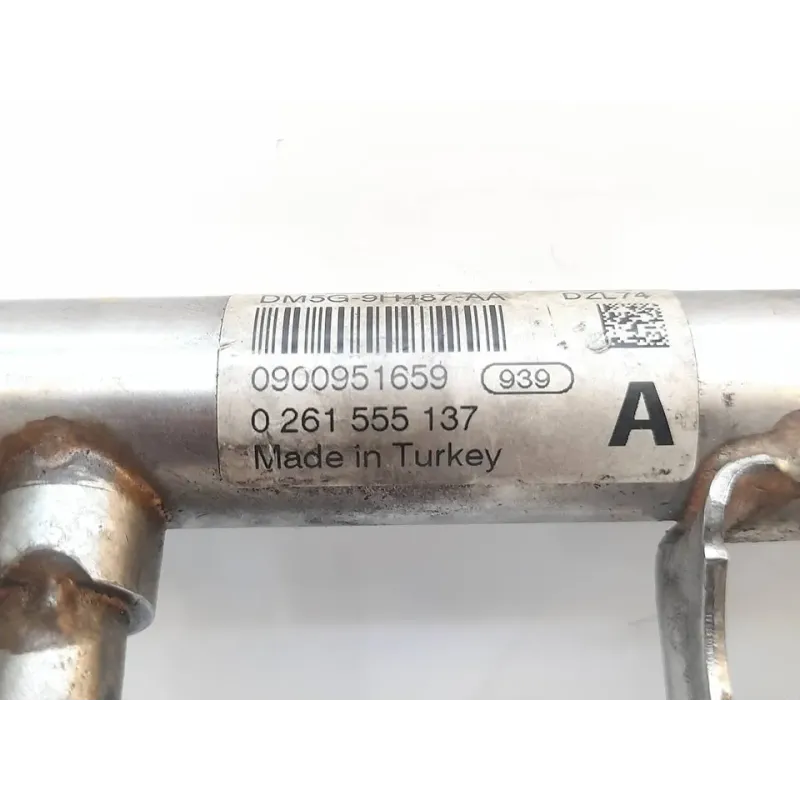 DM5G-9H487-AA DZL74
0900951659 939
0 261 555 137 A
Made in Turkey